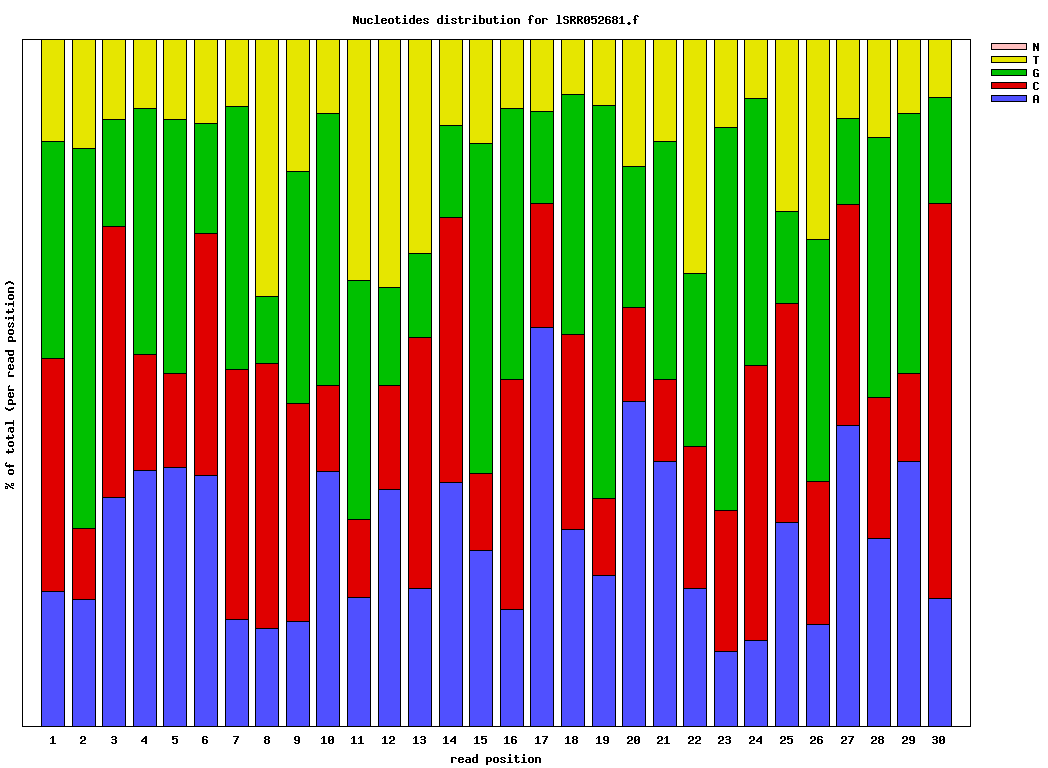 Nucleotides distribution for lSRR052681.f
N
T
G
C
A
% of total (per read position)
1 2 3 4 5 6 7 8 9 10 11 12 13 14 15 16 17 18 19 20 21 22 23 24 25 26 27 28 29 30
read position